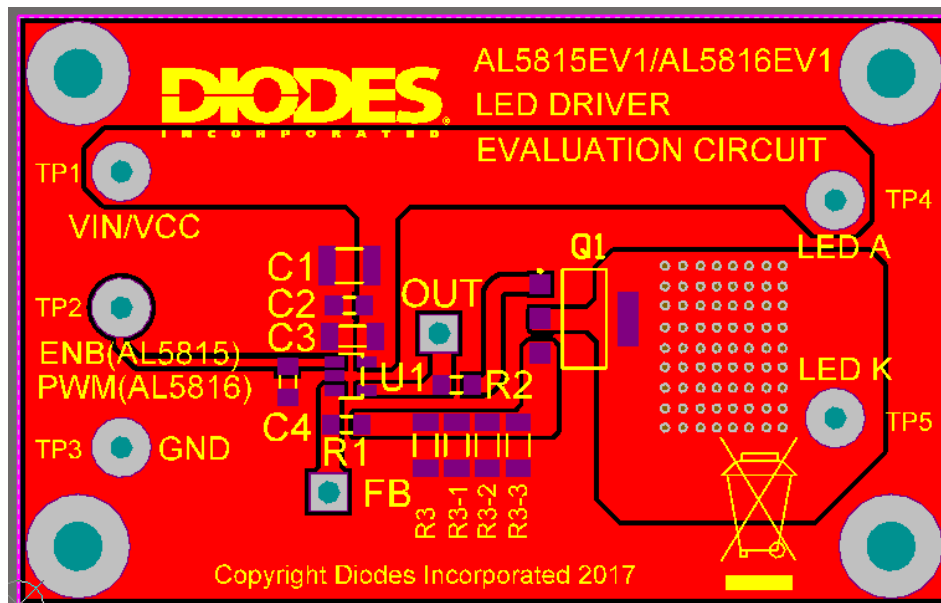 DIODES®
INCORPORATED
AL5815EV1/AL5816EV1
LED DRIVER
EVALUATION CIRCUIT
TP1
VIN/VCC
TP4
LED A
Q1
C1
C2
OUT
TP2
C3
ENB(AL5815)
PWM(AL5816)
U1
R2
LED K
C4
TP5
TP3
GND
R1
FB
R3
R3-1
R3-2
R3-3
Copyright Diodes Incorporated 2017